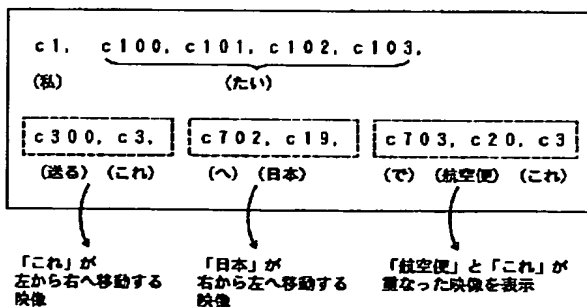 c1, c100, c101, c102, c103,
(私) (たい)
c300, c3, c702, c19, c703, c20, c3
(送る) (これ) (へ) (日本) (で) (航空便) (これ)
「これ」が
左から右へ移動する
映像
「日本」が
右から左へ移動する
映像
「航空便」と「これ」が
重なった映像を表示